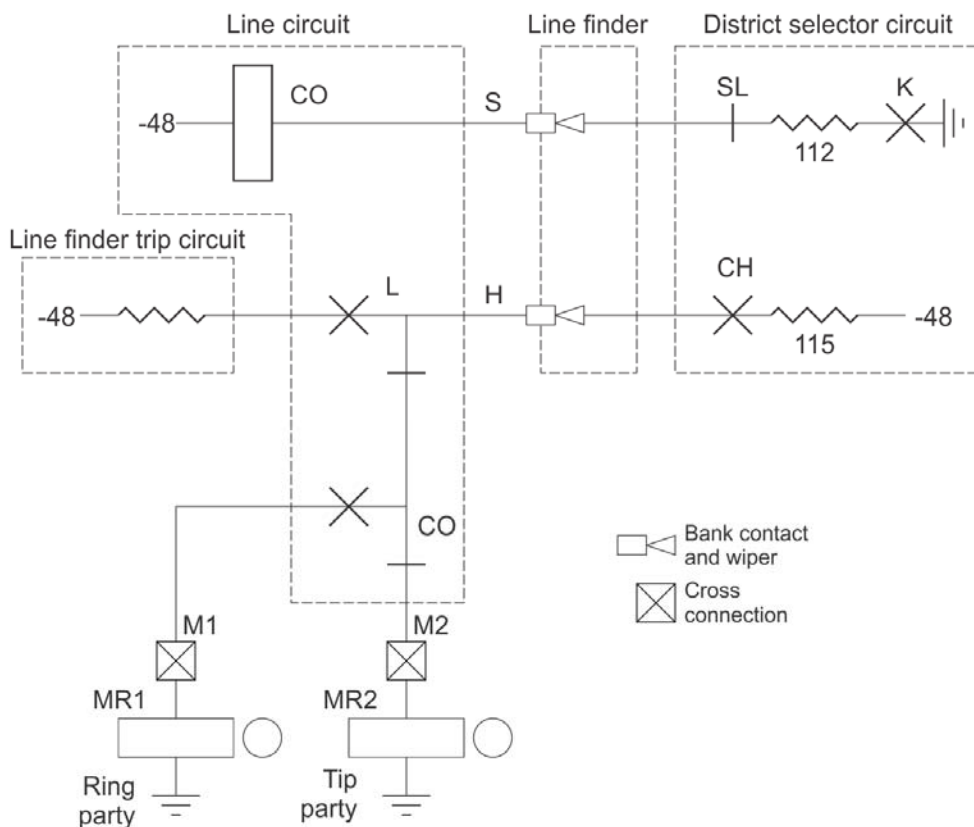 Line circuit
Line finder
District selector circuit
-48
CO
S
SL
112
K
Line finder trip circuit
-48
L
H
CH
115
-48
CO
Bank contact
and wiper
Cross
connection
M1
M2
MR1
MR2
Ring
party
Tip
party